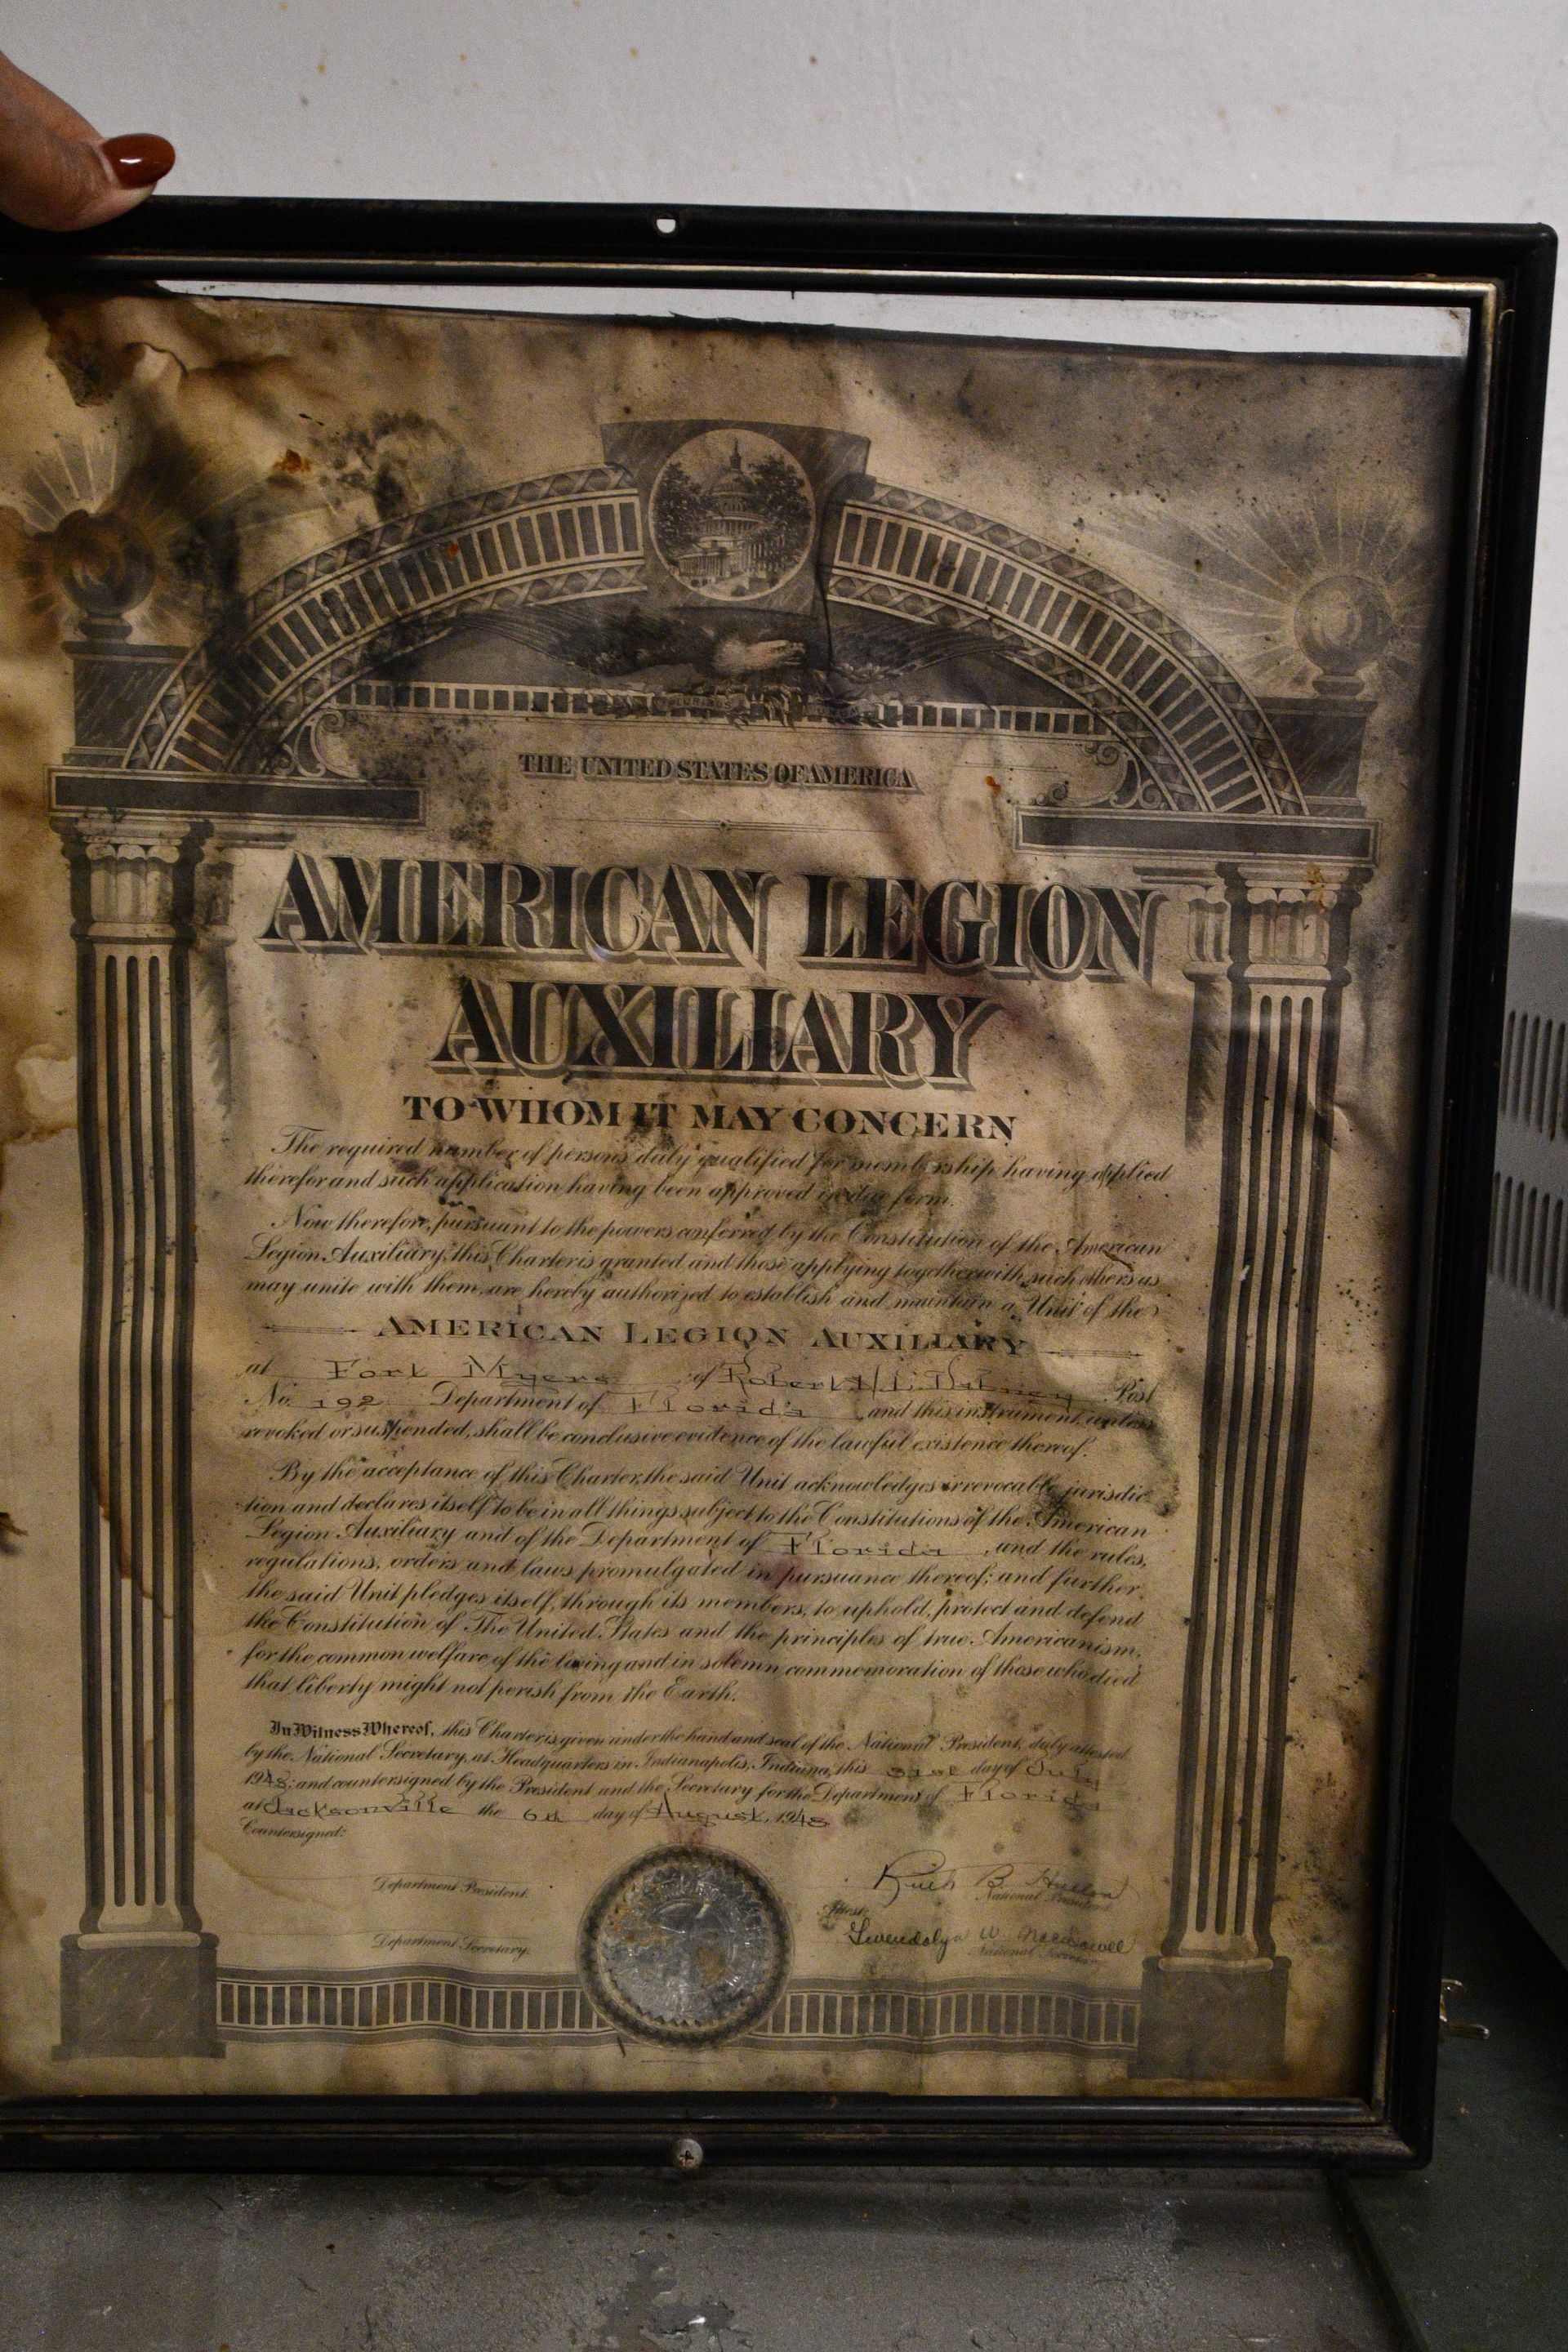 PLURIBUS
THE UNITED STATES OF AMERICA
AMERICAN LEGION
AUXILIARY
TO WHOM IT MAY CONCERN
The required number of persons duly qualified for membership having applied
therefor and such application having been approved in due form.
Now therefore, pursuant to the powers conferred by the Constitution of the American
Legion Auxiliary, this Charter is granted and those applying together with such others as
may unite with them, are hereby authorized to establish and maintain a Unit of the
AMERICAN LEGION AUXILIARY
at Fort Myers of Robert Post
No. 192 Department of Florida, and this instrument, unless
revoked or suspended, shall be conclusive evidence of the lawful existence thereof.
By the acceptance of this Charter, the said Unit acknowledges irrevocable jurisdic-
tion and declares itself to be in all things subject to the Constitutions of the American
Legion Auxiliary and of the Department of Florida, and the rules,
regulations, orders and laws promulgated in pursuance thereof; and further,
the said Unit pledges itself, through its members, to uphold, protect and defend
the Constitution of The United States and the principles of true Americanism,
for the common welfare of the living and in solemn commemoration of those who died
that liberty might not perish from the Earth.
In Witness Whereof, this Charter is given under the hand and seal of the National President, duly attested
by the National Secretary, at Headquarters in Indianapolis, Indiana, this 31st day of July
1948; and countersigned by the President and the Secretary for the Department of Florida
at Jacksonville the 6th day of August, 1948
Countersigned:
Department President.
Ruth B.
National President
Attest:
Department Secretary.
Gwendolyn W. MacDowell
National Secretary